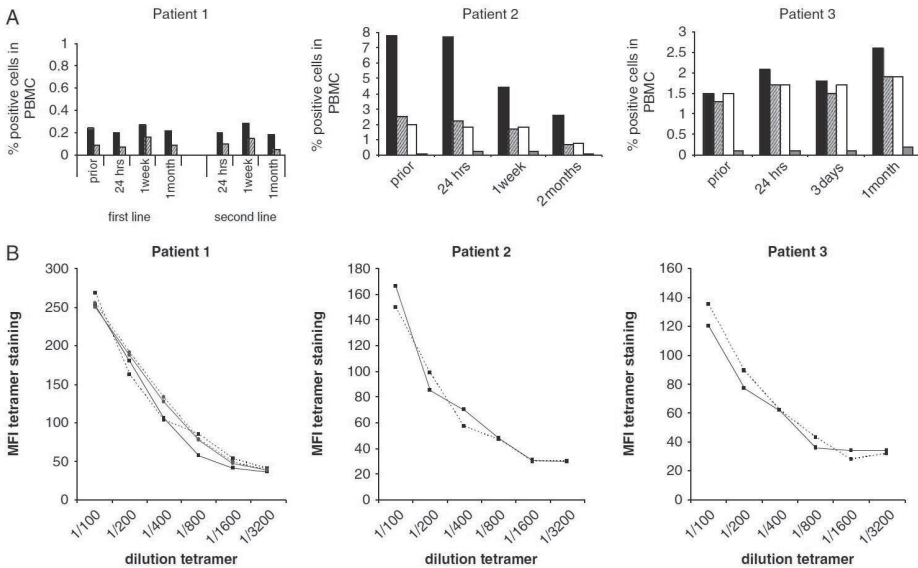 A
Patient 1
% positive cells in
PBMC
1
0.8
0.6
0.4
0.2
0
prior
24 hrs
1week
1month
24 hrs
1week
1month
first line
second line
Patient 2
% positive cells in
PBMC
8
7
6
5
4
3
2
1
0
prior
24 hrs
1week
2months
Patient 3
% positive cells in
PBMC
3
2.5
2
1.5
1
0.5
0
prior
24 hrs
3days
1month
B
Patient 1
MFI tetramer staining
300
250
200
150
100
50
0
1/100
1/200
1/400
1/800
1/1600
1/3200
dilution tetramer
Patient 2
MFI tetramer staining
180
160
140
120
100
80
60
40
20
0
1/100
1/200
1/400
1/800
1/1600
1/3200
dilution tetramer
Patient 3
MFI tetramer staining
160
140
120
100
80
60
40
20
0
1/100
1/200
1/400
1/800
1/1600
1/3200
dilution tetramer